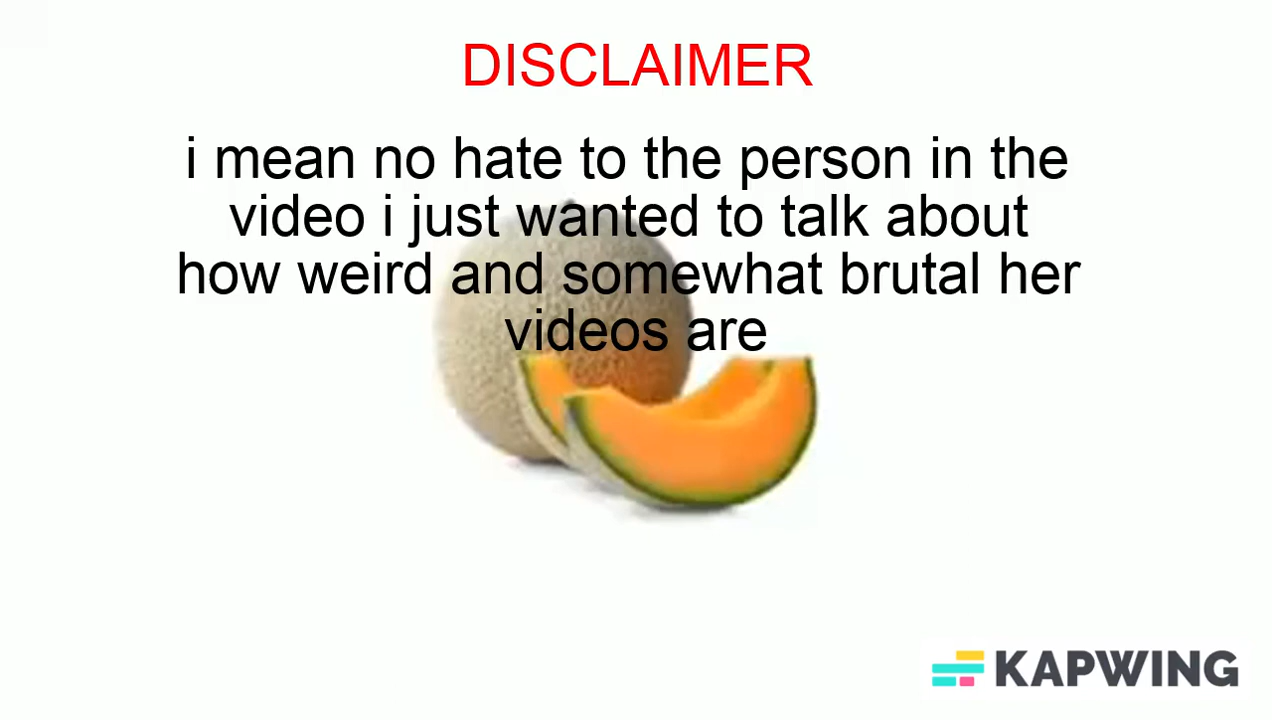 DISCLAIMER
i mean no hate to the person in the
video i just wanted to talk about
how weird and somewhat brutal her
videos are
KAPWING